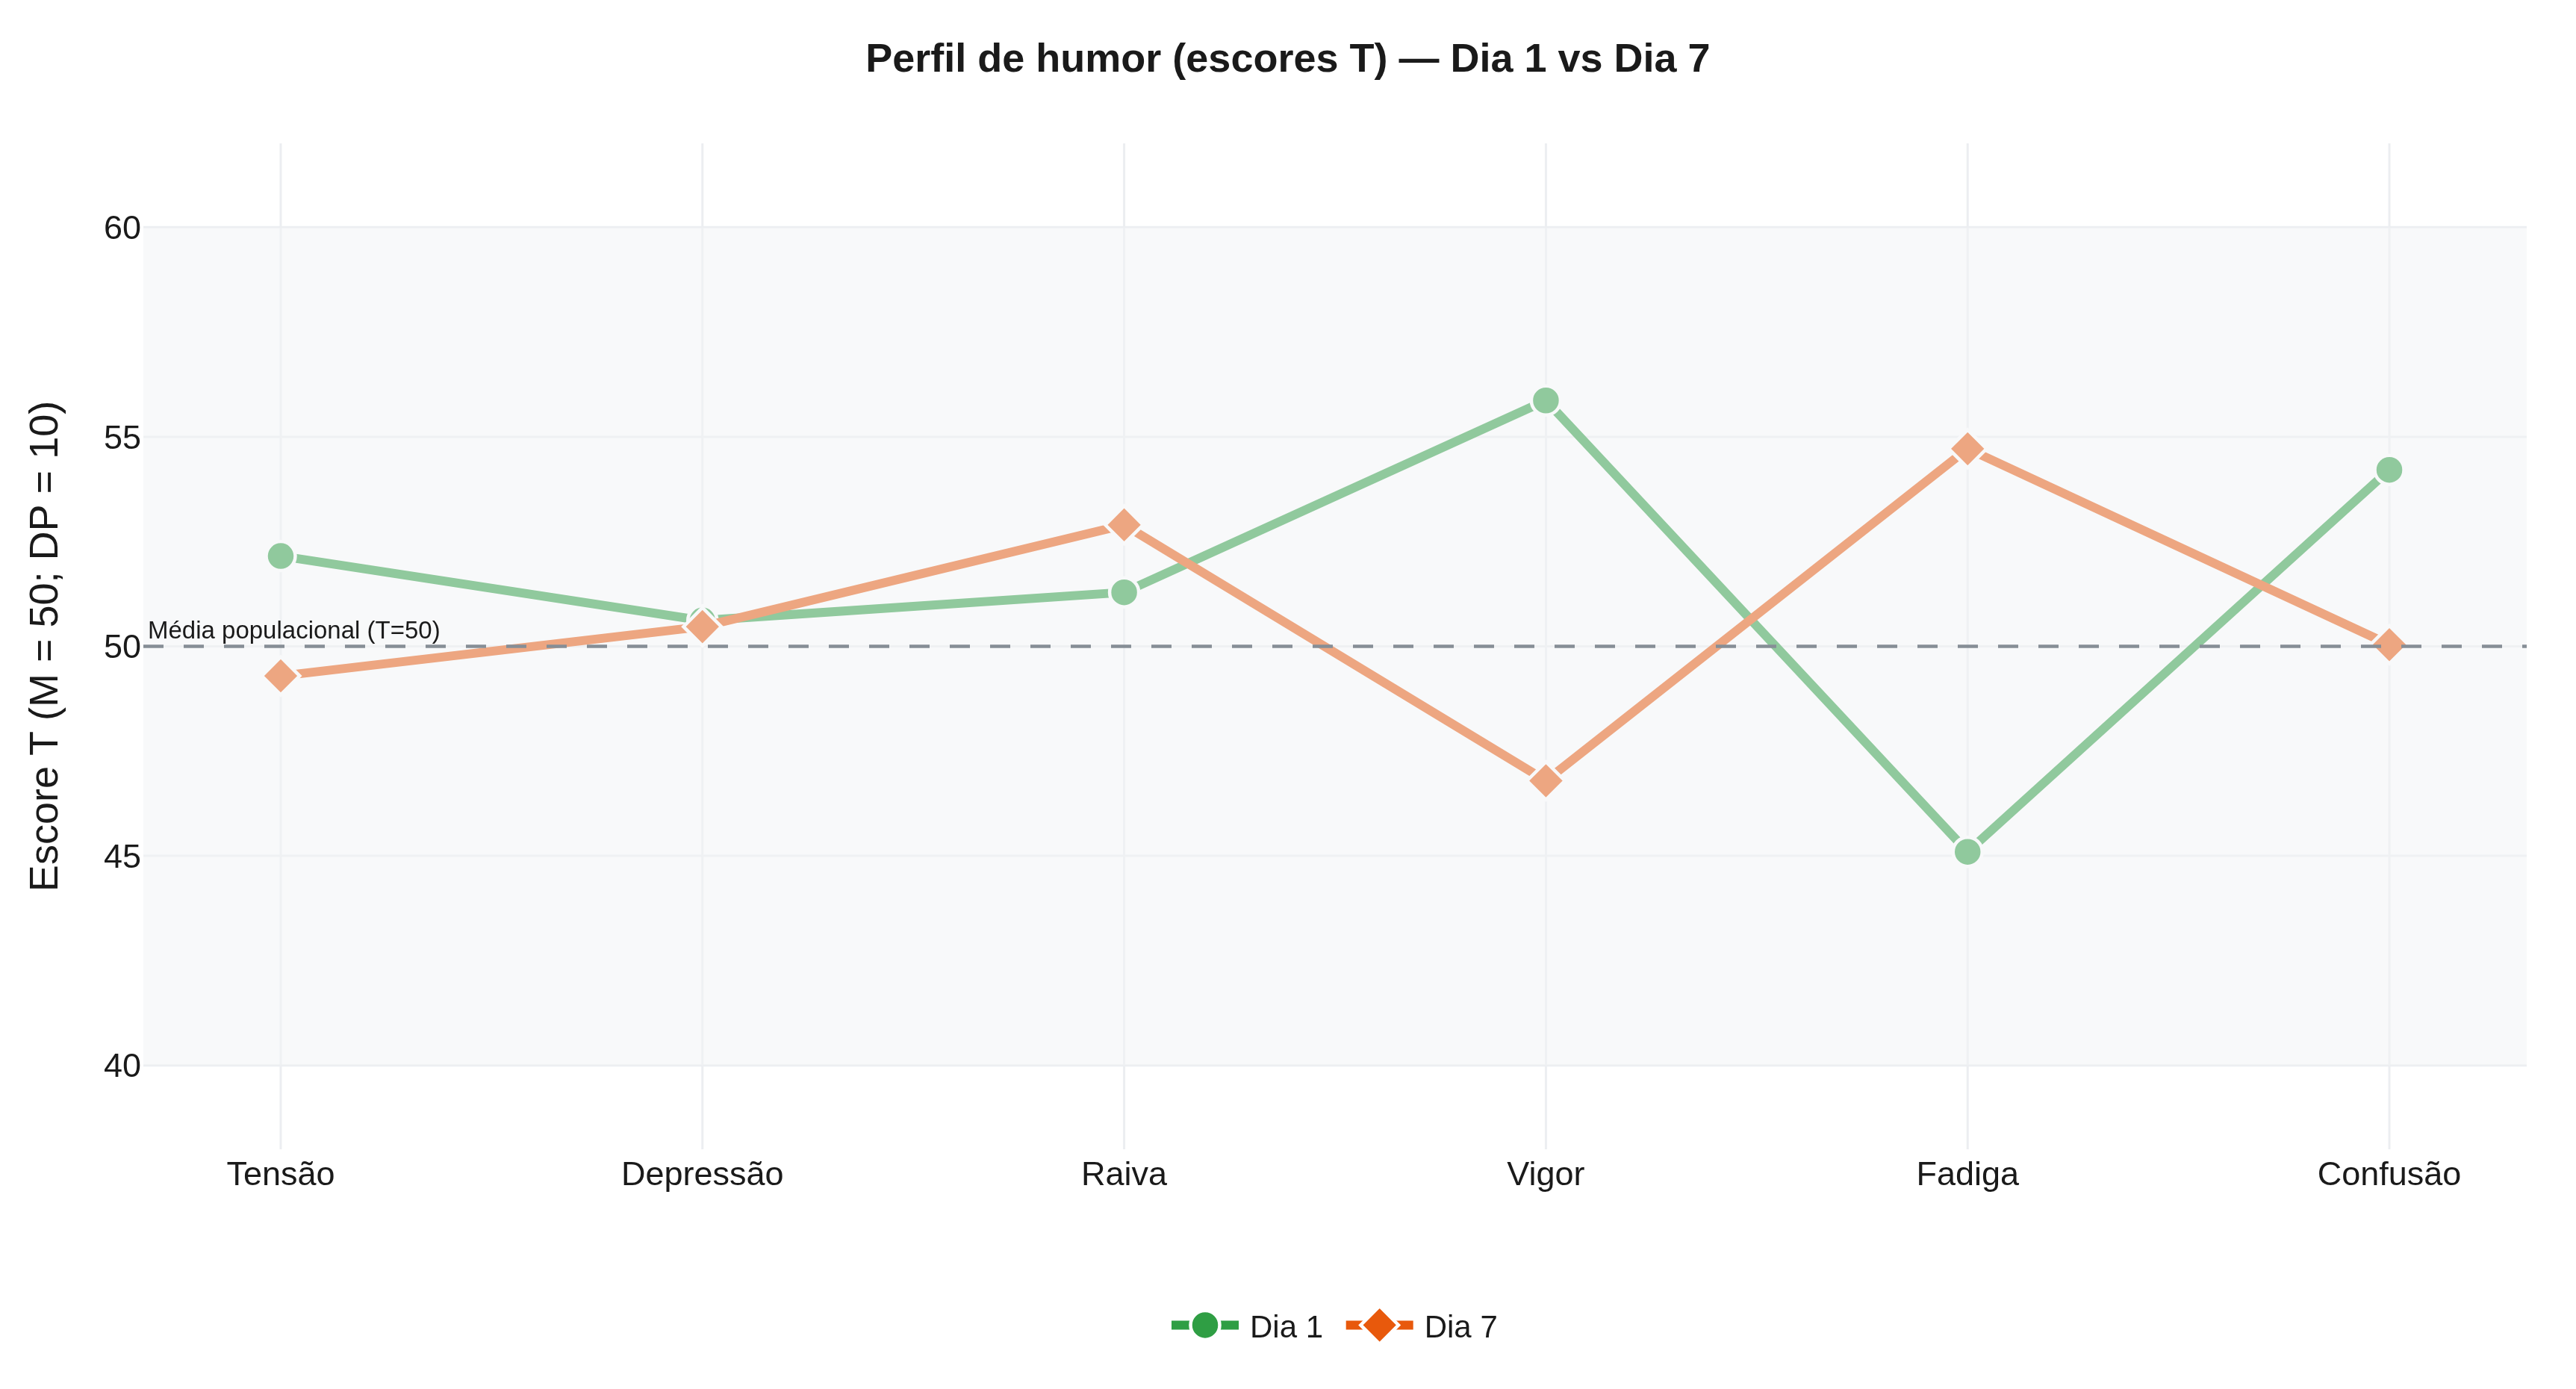 Perfil de humor (escores T) — Dia 1 vs Dia 7
Escore T (M = 50; DP = 10)
60
55
50
45
40
Média populacional (T=50)
Tensão
Depressão
Raiva
Vigor
Fadiga
Confusão
Dia 1
Dia 7